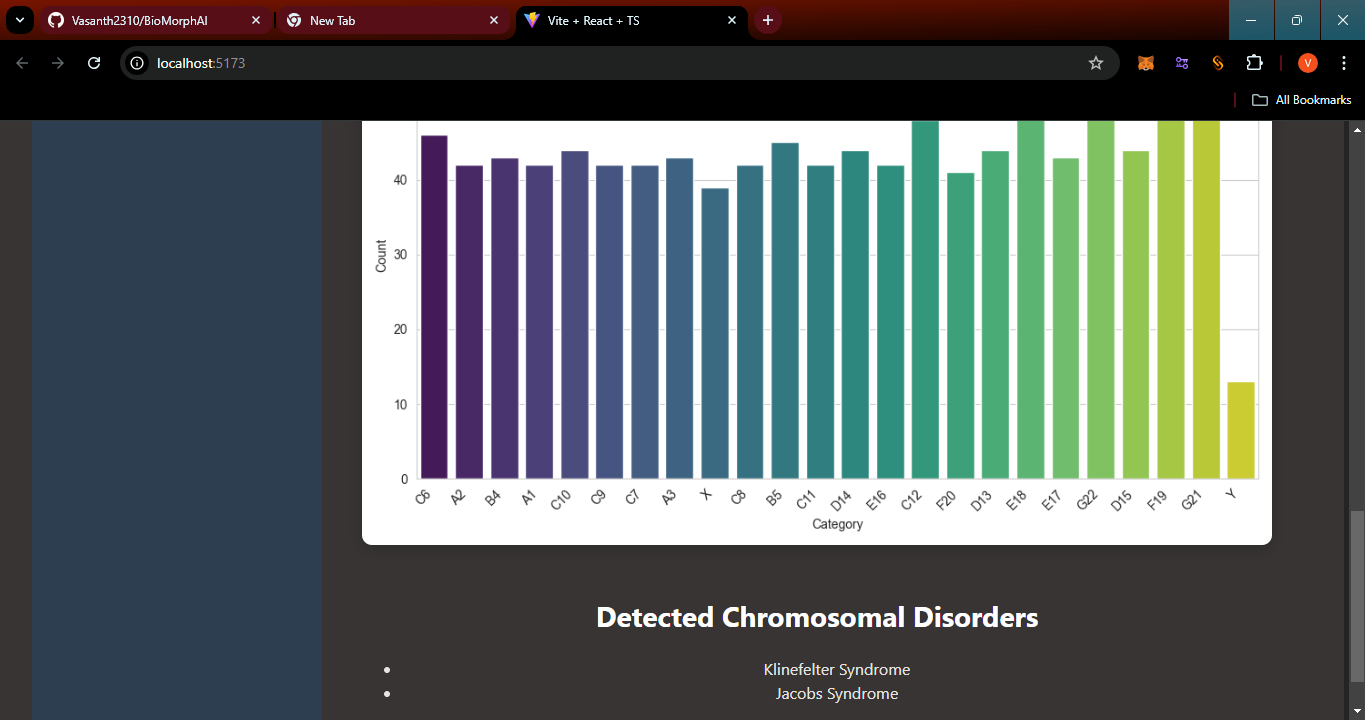 Vasanth2310/BioMorphAI
New Tab
Vite + React + TS
localhost:5173
V
All Bookmarks
40
30
20
10
0
Count
C6 A2 B4 A1 C10 C9 C7 A3 X C8 B5 C11 D14 E16 C12 F20 D13 E18 E17 G22 D15 F19 G21 Y
Category
Detected Chromosomal Disorders
• Klinefelter Syndrome
• Jacobs Syndrome